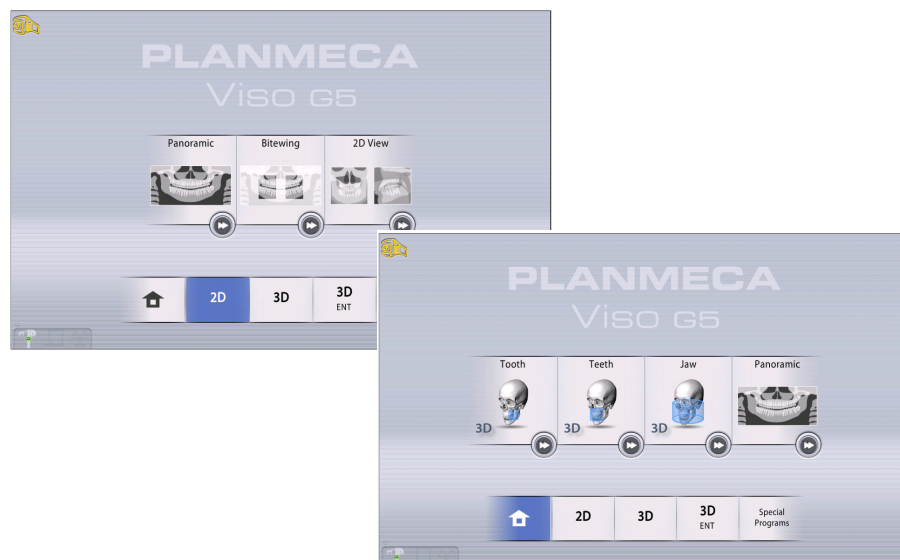 PLANMECA
VISO G5
Panoramic
Bitewing
2D View
2D
3D
3D
ENT
PLANMECA
VISO G5
Tooth
Teeth
Jaw
Panoramic
3D
3D
3D
2D
3D
3D
ENT
Special
Programs